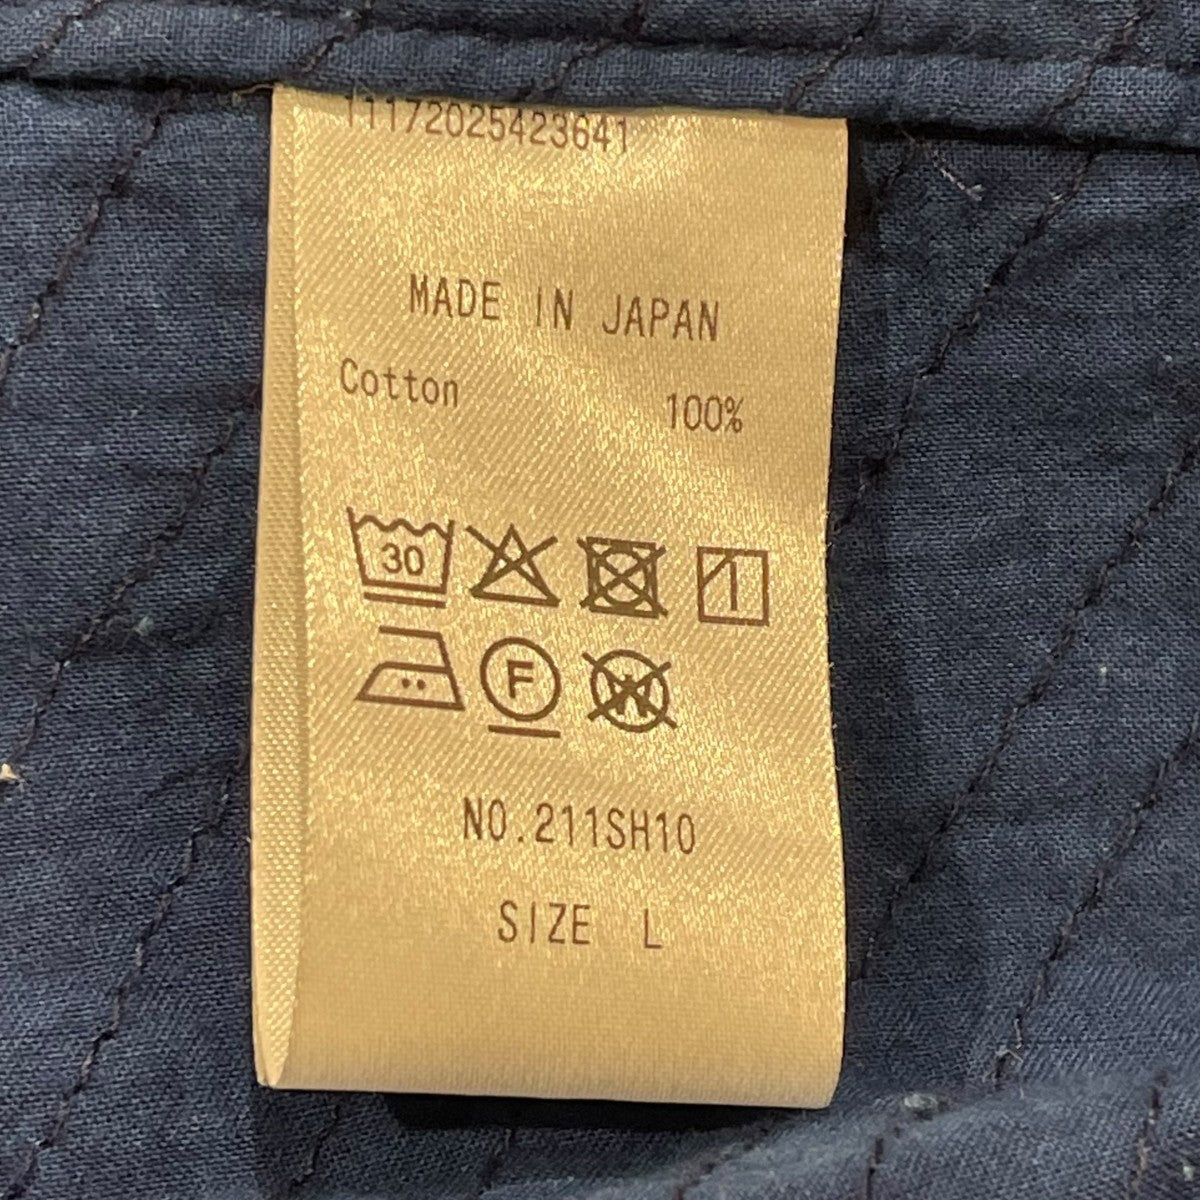 11172025423641
MADE IN JAPAN
Cotton 100%
30
F W
NO.211SH10
SIZE L